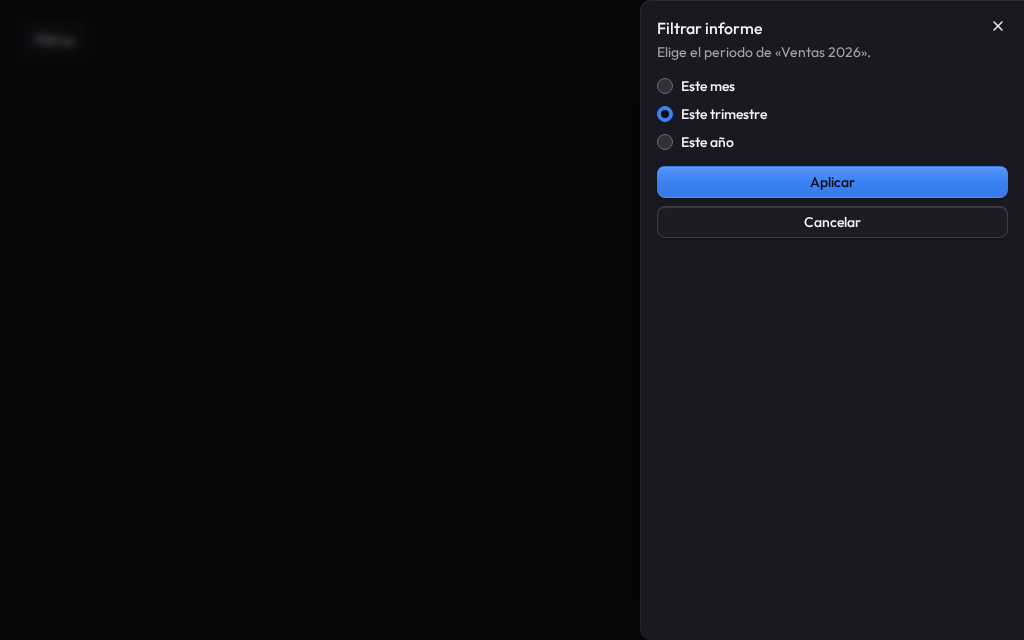 Filtrar informe
Elige el periodo de «Ventas 2026».
Este mes
Este trimestre
Este año
Aplicar
Cancelar